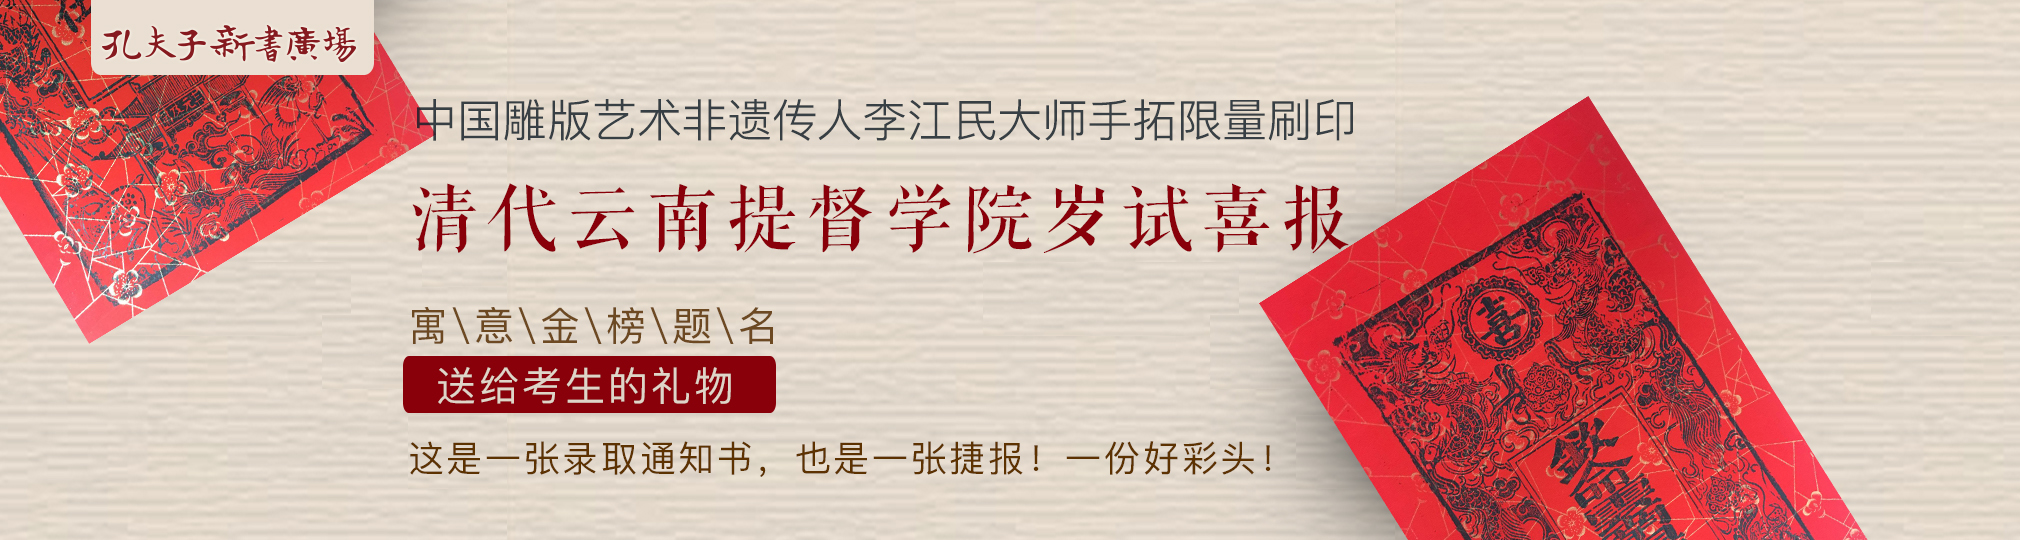 孔夫子新書廣場
中国雕版艺术非遗传人李江民大师手拓限量刷印
清代云南提督学院岁试喜报
寓\意\金\榜\题\名
送给考生的礼物
这是一张录取通知书，也是一张捷报！一份好彩头！
喜